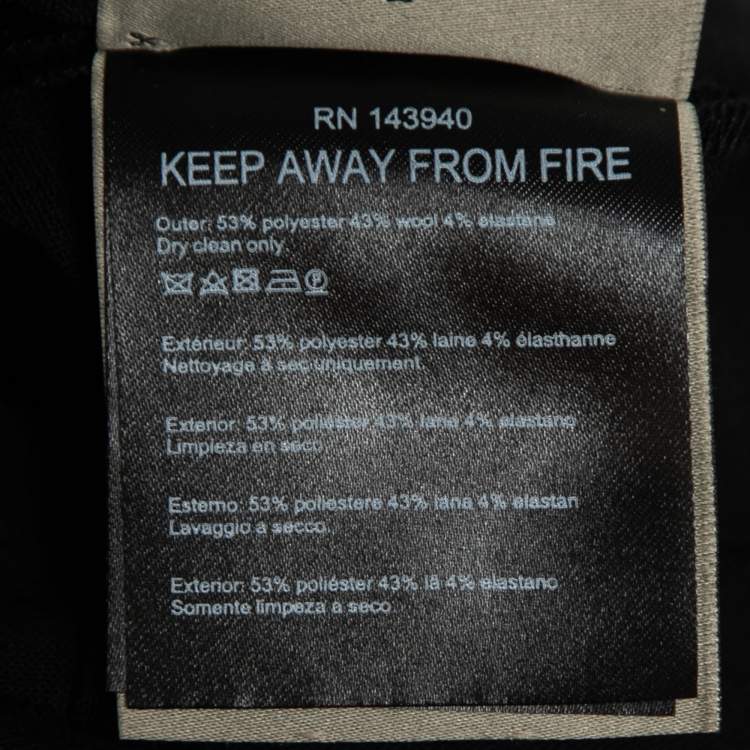 RN 143940
KEEP AWAY FROM FIRE
Outer: 53% polyester 43% wool 4% elastane
Dry clean only.
Extérieur: 53% polyester 43% laine 4% élasthanne
Nettoyage à sec uniquement.
Exterior: 53% poliéster 43% lana 4% elastano
Limpieza en seco
Esterno: 53% poliestere 43% lana 4% elastan
Lavaggio a secco.
Exterior: 53% poliéster 43% lã 4% elastano
Somente limpeza a seco.